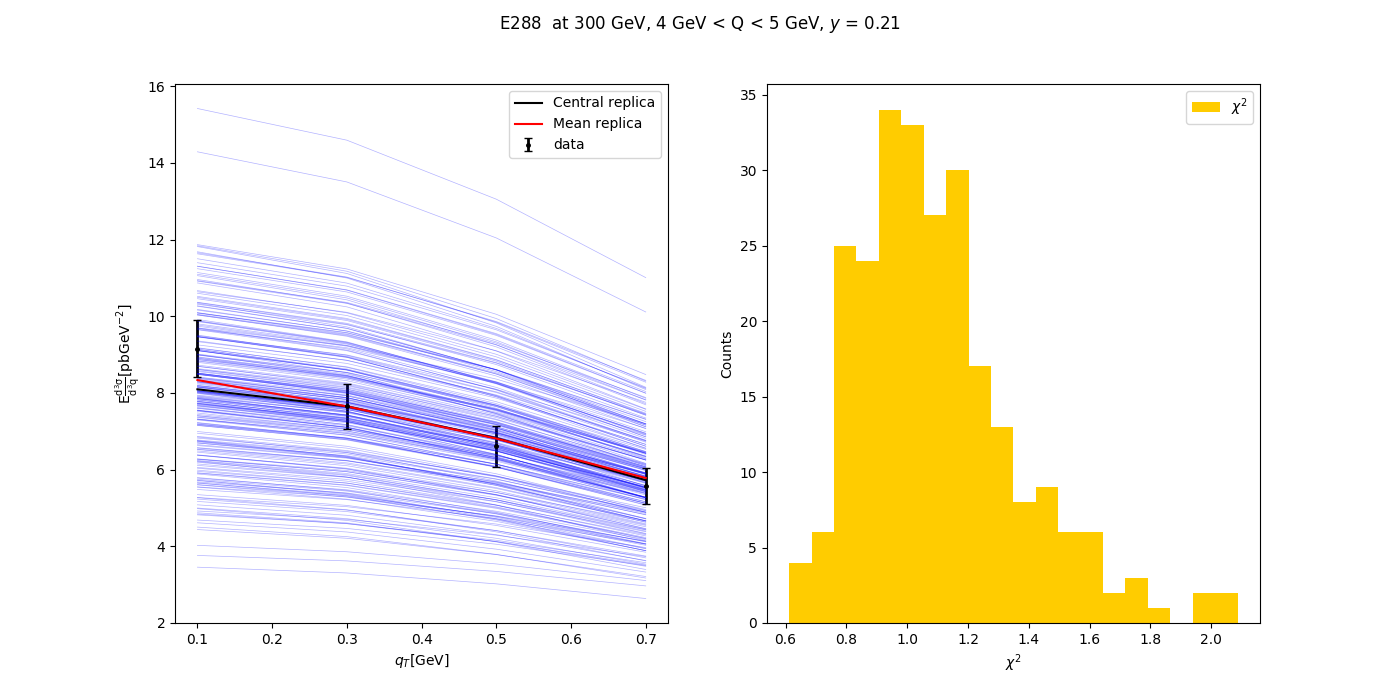 E288 at 300 GeV, 4 GeV < Q < 5 GeV, y = 0.21
16
14
12
10
8
6
4
2
E d³σ/d³q [pbGeV⁻²]
Central replica
Mean replica
data
0.1 0.2 0.3 0.4 0.5 0.6 0.7
q_T[GeV]
35
30
25
20
15
10
5
0
Counts
χ²
0.6 0.8 1.0 1.2 1.4 1.6 1.8 2.0
χ²